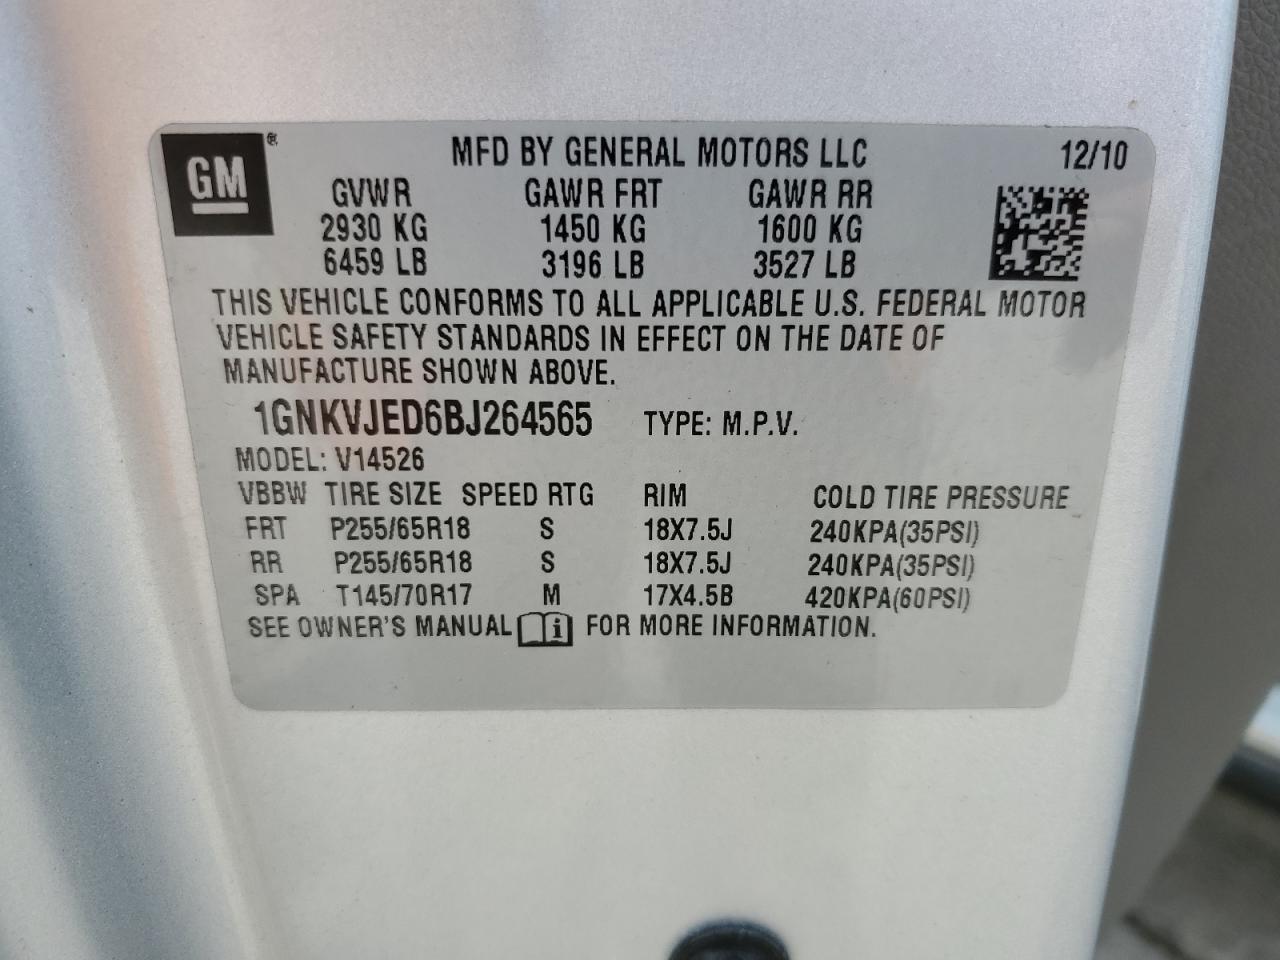 GM ® MFD BY GENERAL MOTORS LLC 12/10
GVWR GAWR FRT GAWR RR
2930 KG 1450 KG 1600 KG
6459 LB 3196 LB 3527 LB
THIS VEHICLE CONFORMS TO ALL APPLICABLE U.S. FEDERAL MOTOR
VEHICLE SAFETY STANDARDS IN EFFECT ON THE DATE OF
MANUFACTURE SHOWN ABOVE.
1GNKVJED6BJ264565 TYPE: M.P.V.
MODEL: V14526
VBBW TIRE SIZE SPEED RTG RIM COLD TIRE PRESSURE
FRT P255/65R18 S 18X7.5J 240KPA(35PSI)
RR P255/65R18 S 18X7.5J 240KPA(35PSI)
SPA T145/70R17 M 17X4.5B 420KPA(60PSI)
SEE OWNER'S MANUAL i FOR MORE INFORMATION.